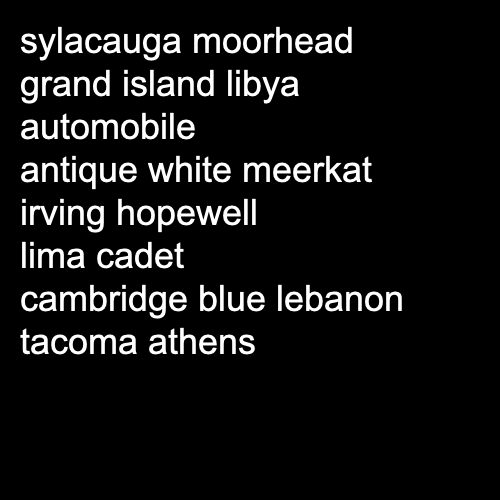 sylacauga moorhead
grand island libya
automobile
antique white meerkat
irving hopewell
lima cadet
cambridge blue lebanon
tacoma athens